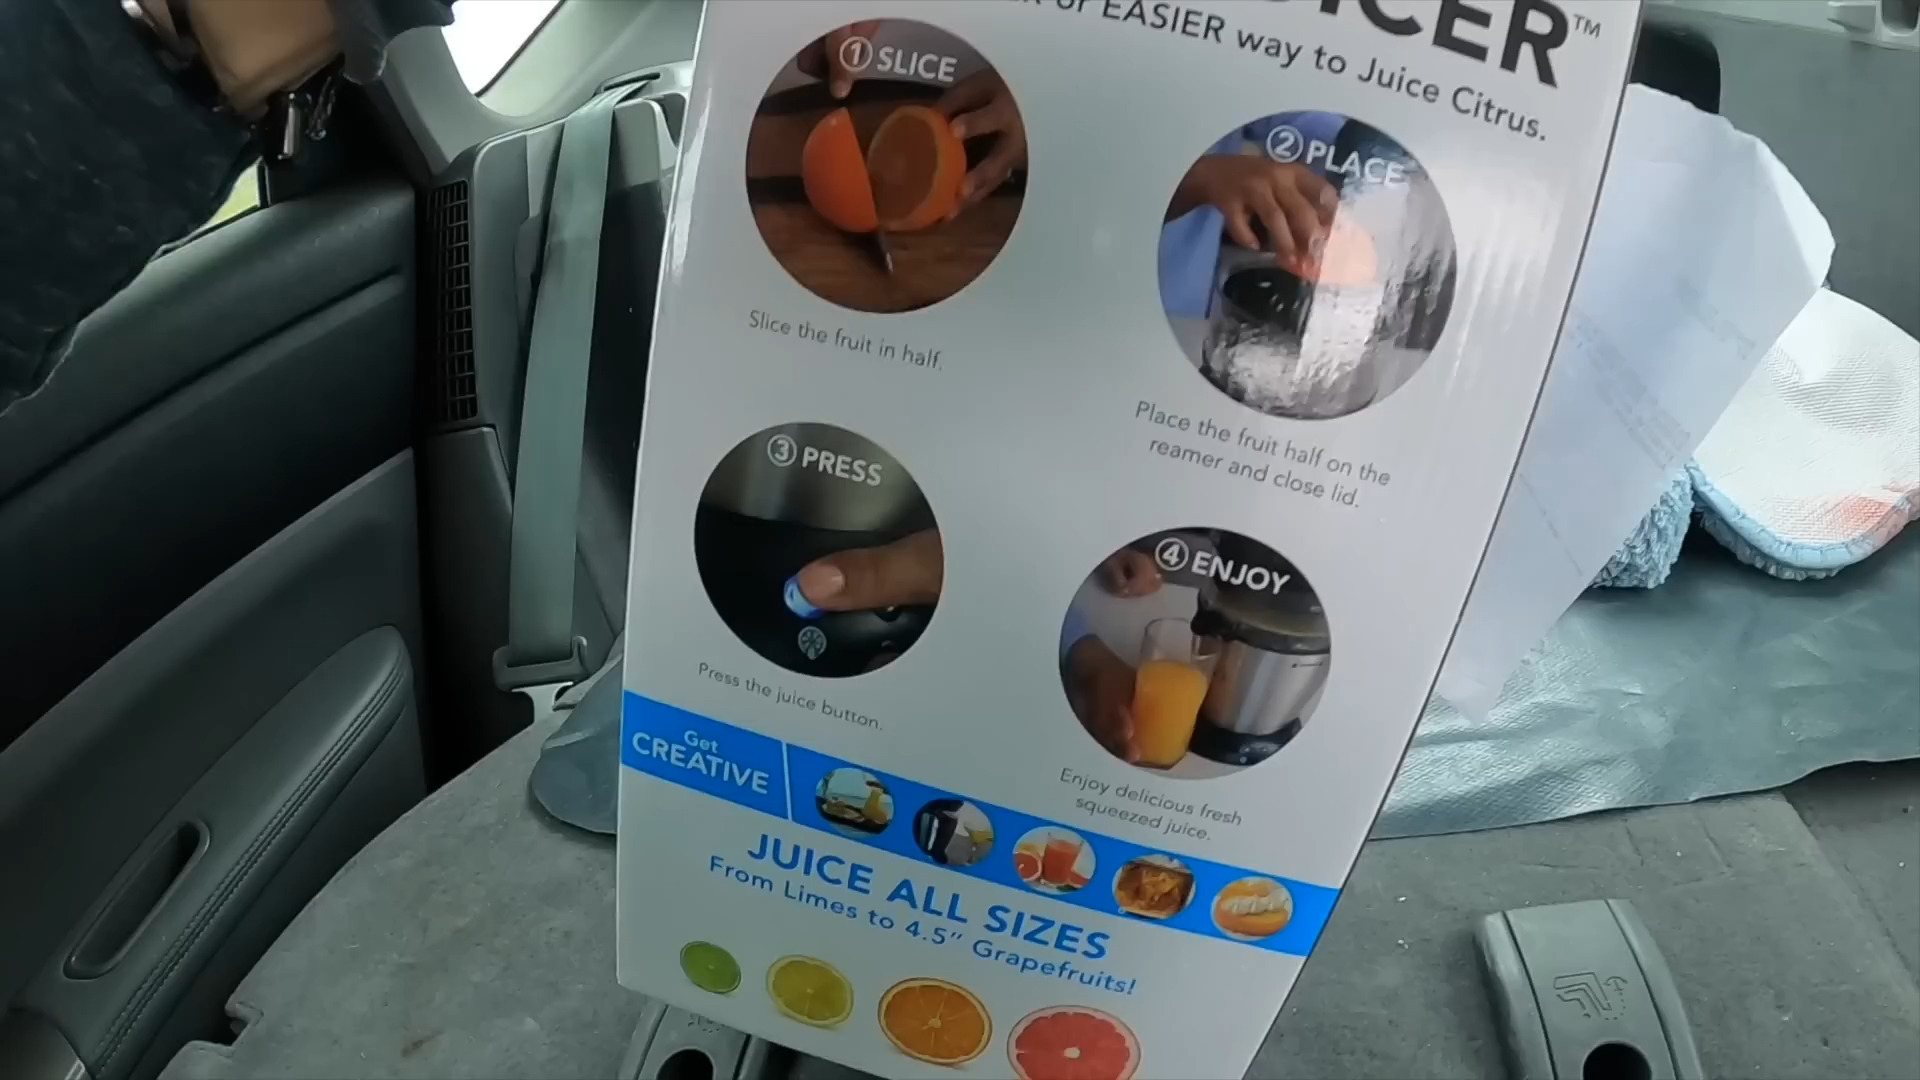 EASIER way to Juice Citrus.
① SLICE
Slice the fruit in half.
② PLACE
Place the fruit half on the
reamer and close lid.
③ PRESS
Press the juice button.
④ ENJOY
Enjoy delicious fresh
squeezed juice.
Get
CREATIVE
JUICE ALL SIZES
From Limes to 4.5" Grapefruits!